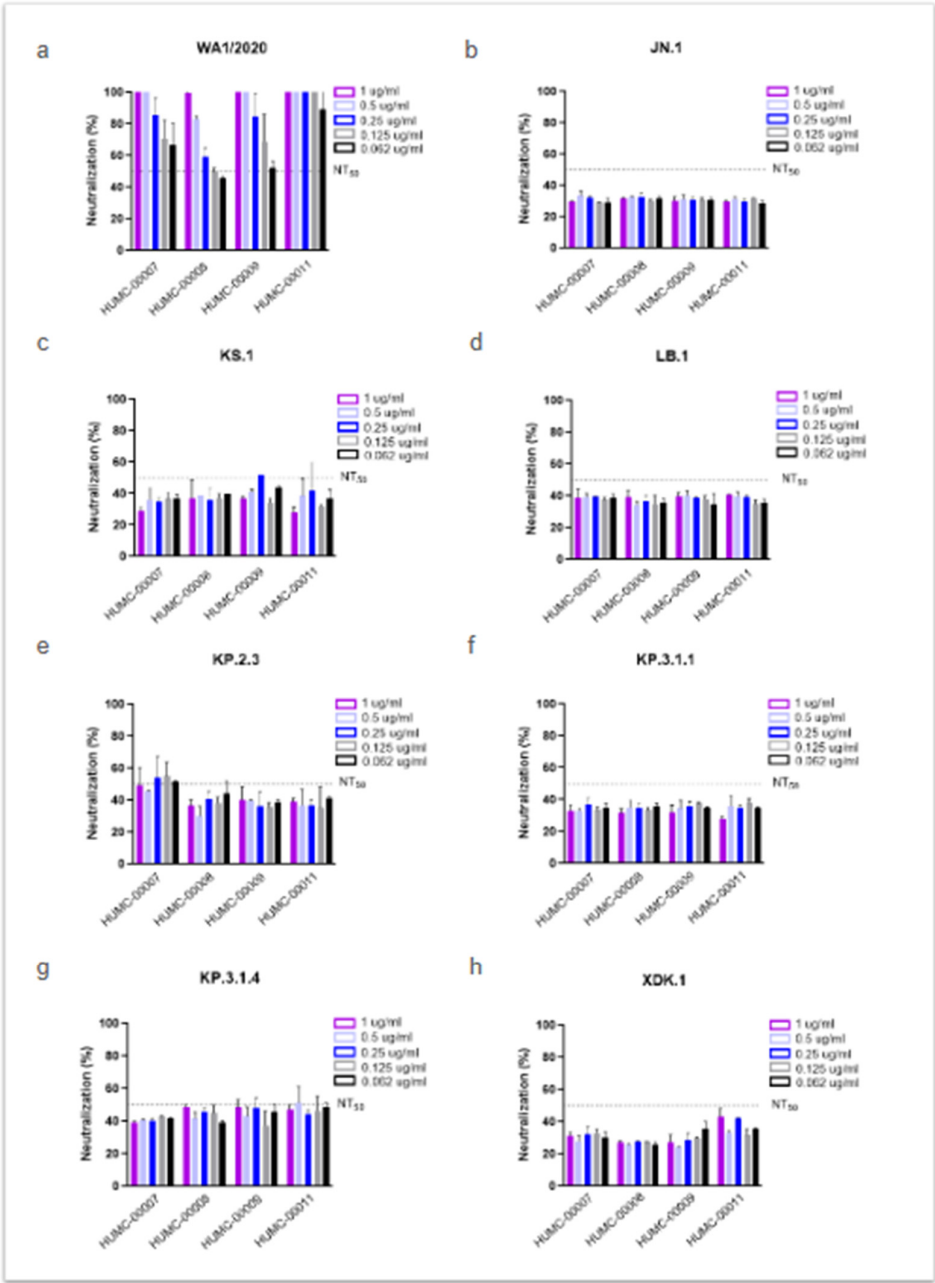 a
WA1/2020
Neutralization (%)
100
80
60
40
20
0
1 ug/ml
0.5 ug/ml
0.25 ug/ml
0.125 ug/ml
0.062 ug/ml
NT50
HUMC-00007
HUMC-00008
HUMC-00009
HUMC-00011
b
JN.1
Neutralization (%)
100
80
60
40
20
0
1 ug/ml
0.5 ug/ml
0.25 ug/ml
0.125 ug/ml
0.062 ug/ml
NT50
HUMC-00007
HUMC-00008
HUMC-00009
HUMC-00011
c
KS.1
Neutralization (%)
100
80
60
40
20
0
1 ug/ml
0.5 ug/ml
0.25 ug/ml
0.125 ug/ml
0.062 ug/ml
NT50
HUMC-00007
HUMC-00008
HUMC-00009
HUMC-00011
d
LB.1
Neutralization (%)
100
80
60
40
20
0
1 ug/ml
0.5 ug/ml
0.25 ug/ml
0.125 ug/ml
0.062 ug/ml
NT50
HUMC-00007
HUMC-00008
HUMC-00009
HUMC-00011
e
KP.2.3
Neutralization (%)
100
80
60
40
20
0
1 ug/ml
0.5 ug/ml
0.25 ug/ml
0.125 ug/ml
0.062 ug/ml
NT50
HUMC-00007
HUMC-00008
HUMC-00009
HUMC-00011
f
KP.3.1.1
Neutralization (%)
100
80
60
40
20
0
1 ug/ml
0.5 ug/ml
0.25 ug/ml
0.125 ug/ml
0.062 ug/ml
NT50
HUMC-00007
HUMC-00008
HUMC-00009
HUMC-00011
g
KP.3.1.4
Neutralization (%)
100
80
60
40
20
0
1 ug/ml
0.5 ug/ml
0.25 ug/ml
0.125 ug/ml
0.062 ug/ml
NT50
HUMC-00007
HUMC-00008
HUMC-00009
HUMC-00011
h
XDK.1
Neutralization (%)
100
80
60
40
20
0
1 ug/ml
0.5 ug/ml
0.25 ug/ml
0.125 ug/ml
0.062 ug/ml
NT50
HUMC-00007
HUMC-00008
HUMC-00009
HUMC-00011